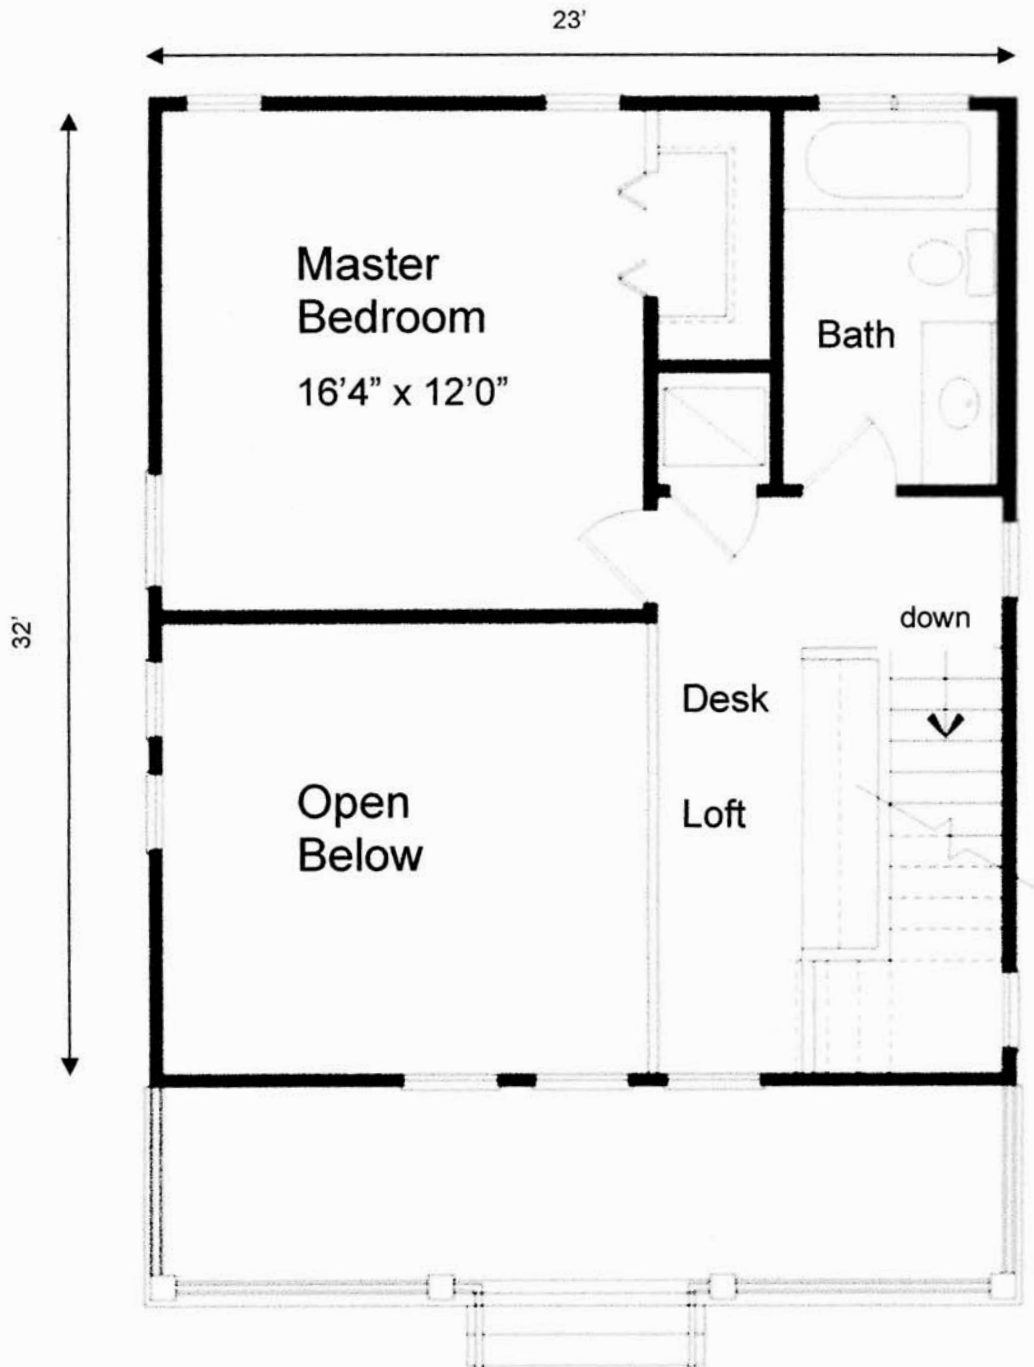 23'
Master
Bedroom
16'4” x 12'0”
Bath
32'
down
Desk
Loft
Open
Below